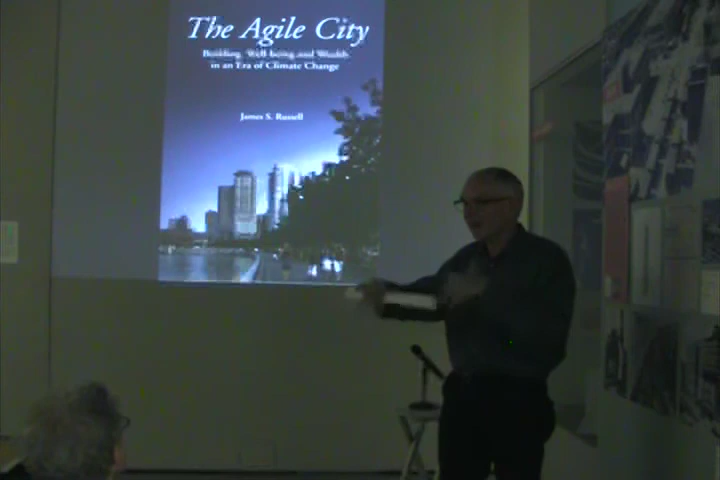 The Agile City
Building, Well-being, and Wealth
in an Era of Climate Change
James S. Russell